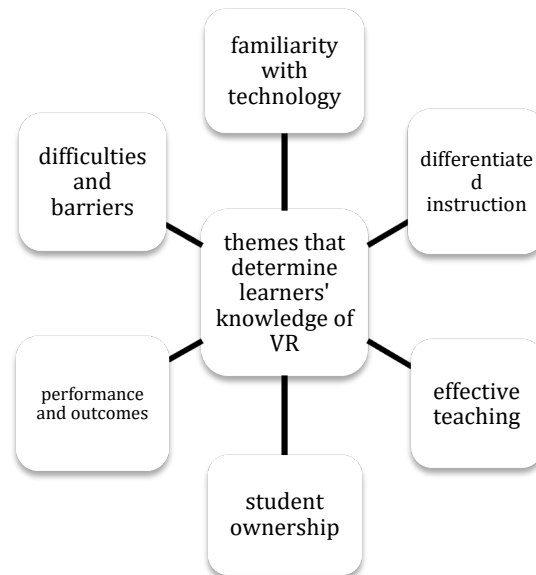 familiarity
with
technology
differentiate
d
instruction
effective
teaching
student
ownership
performance
and outcomes
difficulties
and
barriers
themes that
determine
learners'
knowledge of
VR